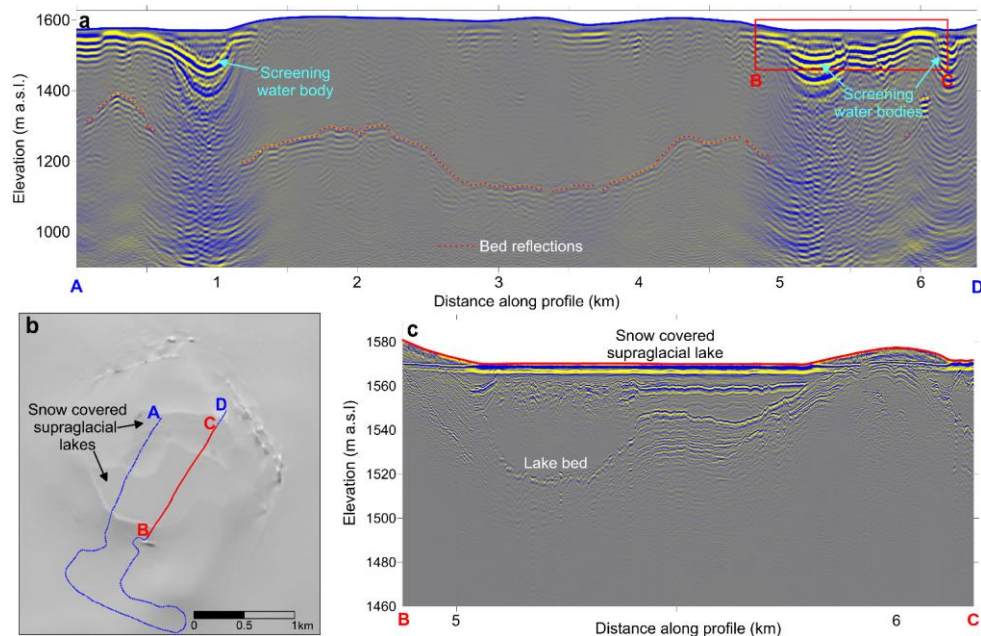 a
1600
1400
1200
1000
Elevation (m a.s.l.)
Screening
water body
B
C
Screening
water bodies
Bed reflections
A
1
2
3
4
5
6
D
Distance along profile (km)
b
Snow covered
supraglacial
lakes
A
D
C
B
0
0.5
1km
c
Snow covered
supraglacial lake
1580
1560
1540
1520
1500
1480
1460
Elevation (m a.s.l)
Lake bed
B
5
6
C
Distance along profile (km)